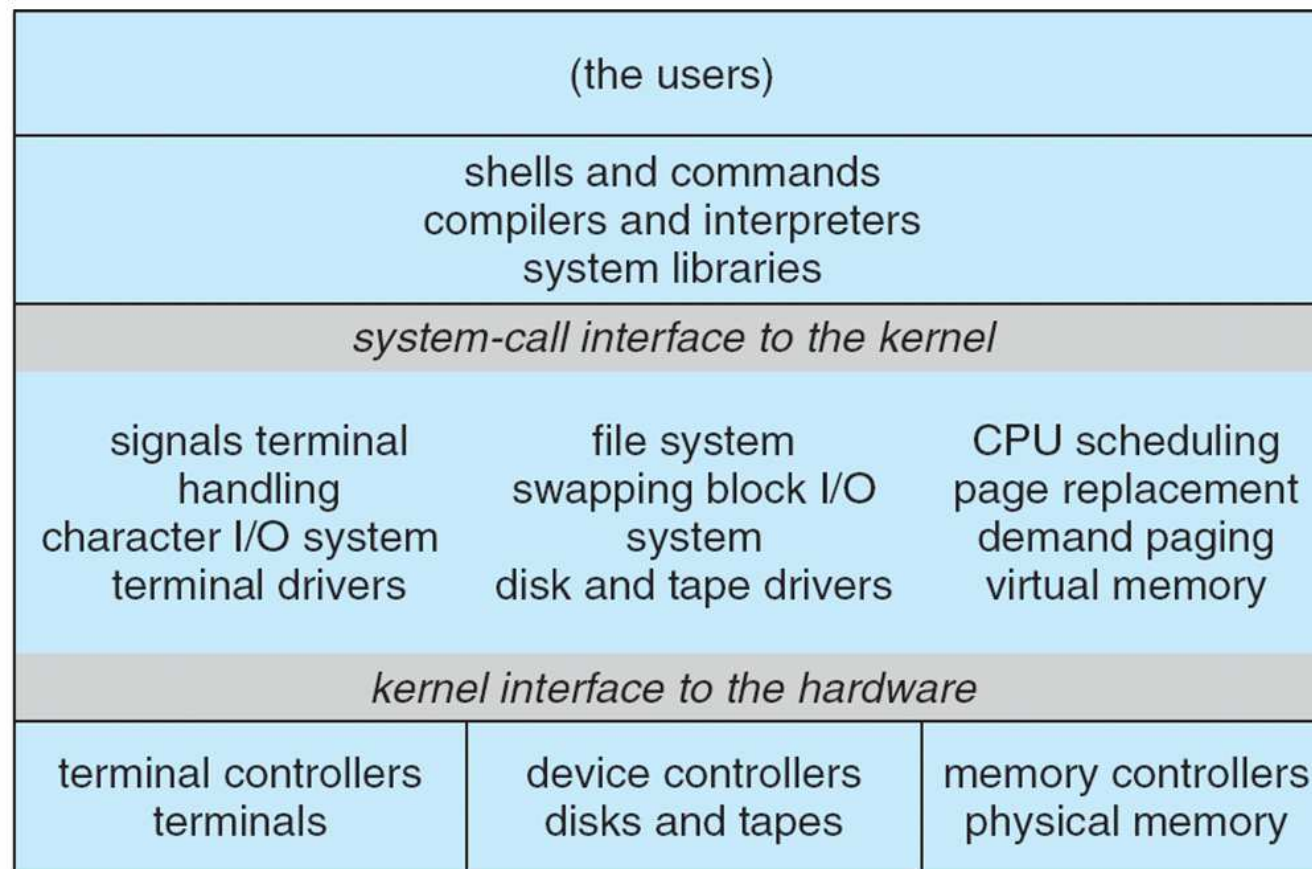 (the users)
shells and commands
compilers and interpreters
system libraries
system-call interface to the kernel
signals terminal
handling
character I/O system
terminal drivers
file system
swapping block I/O
system
disk and tape drivers
CPU scheduling
page replacement
demand paging
virtual memory
kernel interface to the hardware
terminal controllers
terminals
device controllers
disks and tapes
memory controllers
physical memory